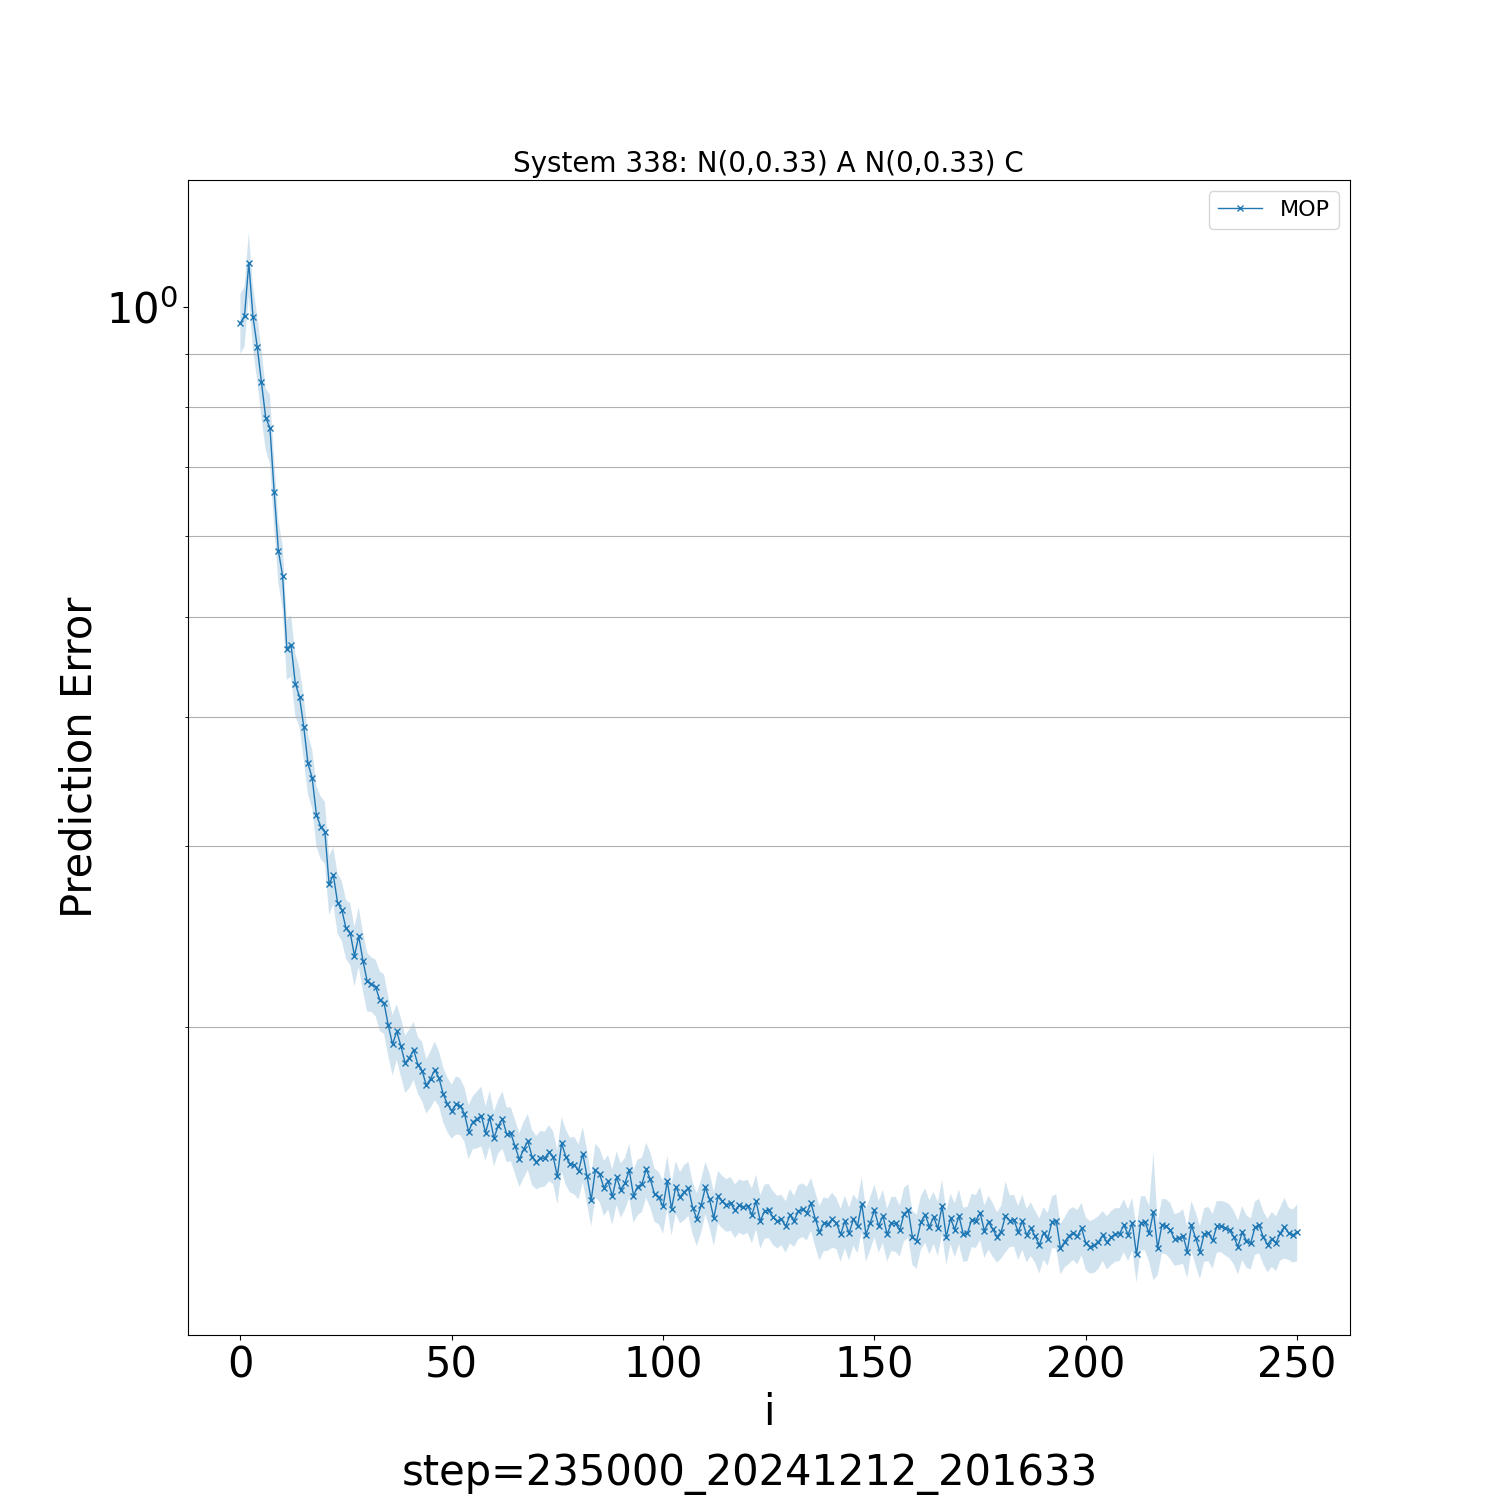 System 338: N(0,0.33) A N(0,0.33) C
MOP
10⁰
Prediction Error
0 50 100 150 200 250
i
step=235000_20241212_201633